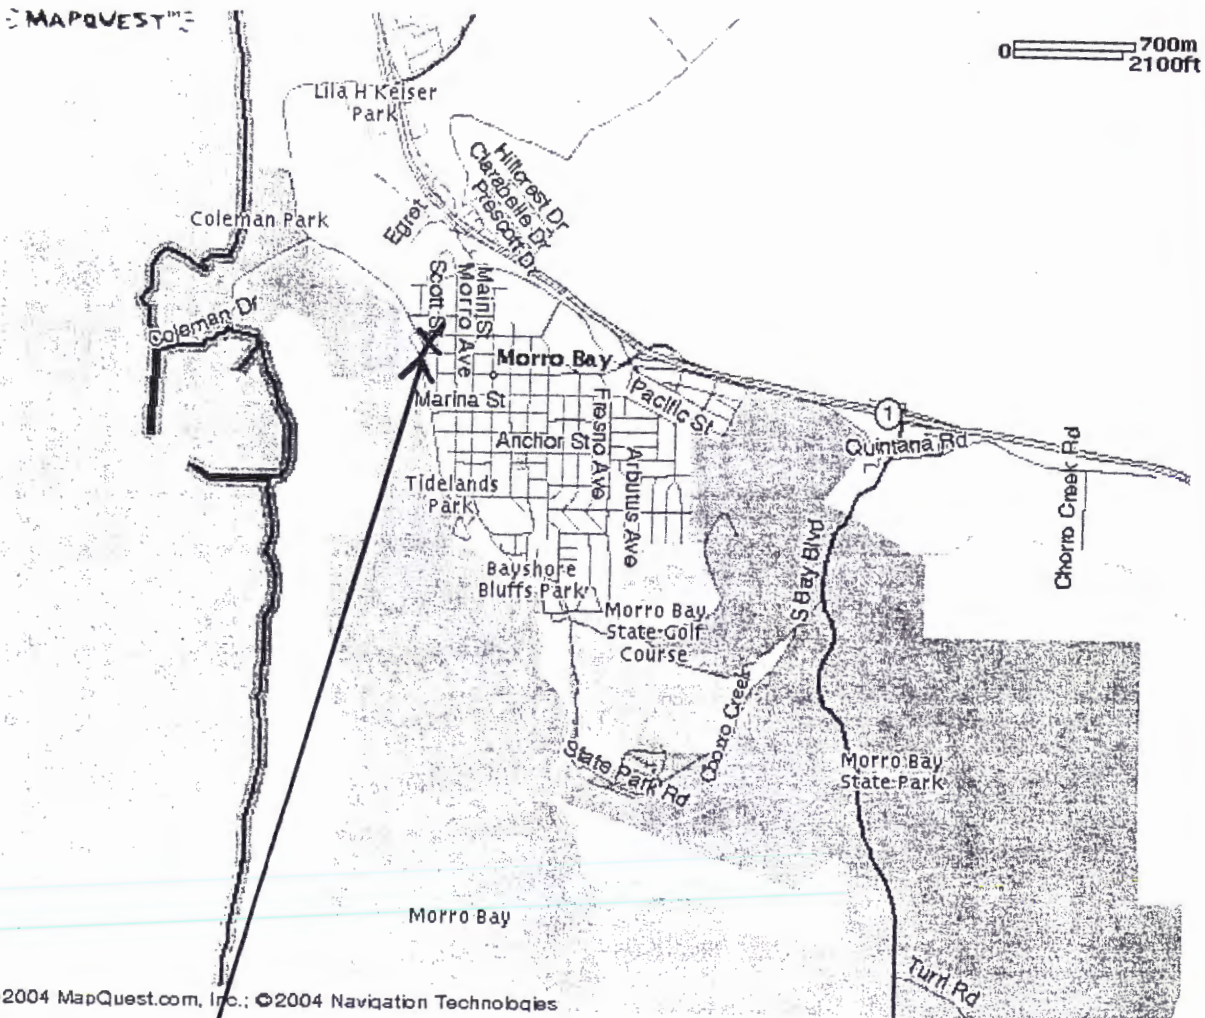 MAPQUEST™
0 700m
2100ft
Lila H Keiser
Park
Hillcrest Dr
Clarabelle Dr
Prescott Dr
Coleman Park
Egret
Scott St
Morro Ave
Main St
Coleman Dr
Morro Bay
Marina St
Pacific St
1
Fresno Ave
Anchor St
Quintana Rd
Chorro Creek Rd
Arbutus Ave
Tidelands
Park
S Bay Blvd
Bayshore
Bluffs Park
Morro Bay
State Golf
Course
Chorro Creek
State Park Rd
Morro Bay
State Park
Morro Bay
Turri Rd
2004 MapQuest.com, Inc.; ©2004 Navigation Technologies